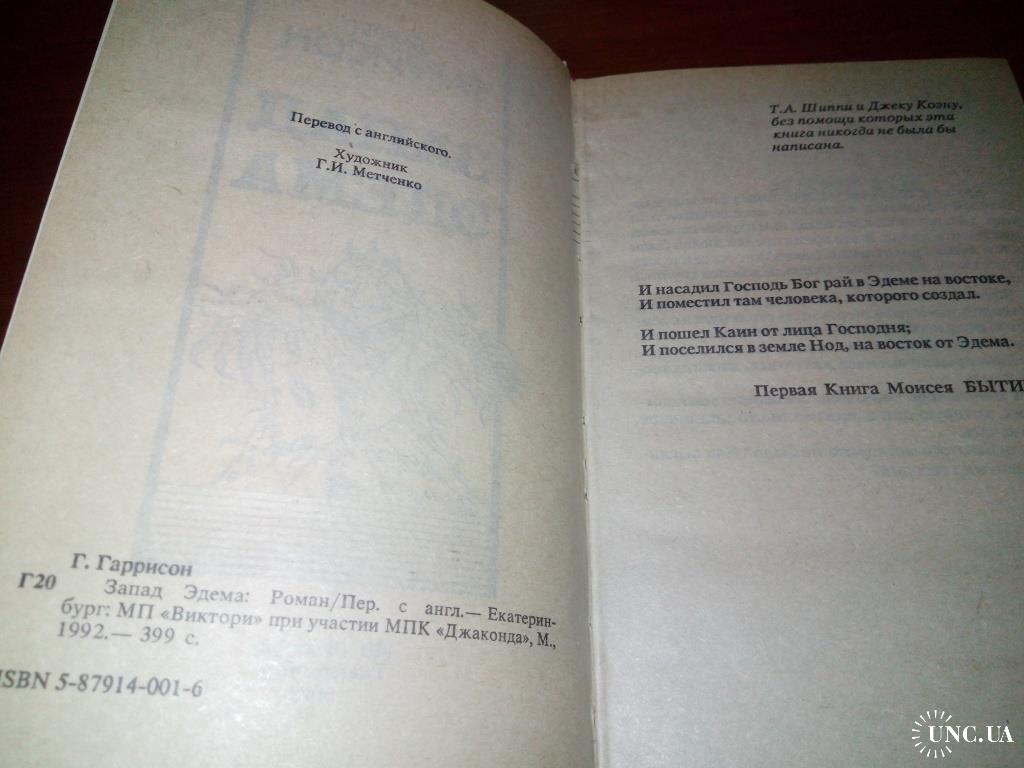 Перевод с английского.
Художник
Г.И. Метченко
Г. Гаррисон
Г20
Запад Эдема: Роман/Пер. с англ.— Екатерин-
бург: МП «Виктори» при участии МПК «Джаконда», М.,
1992.— 399 с.
ISBN 5-87914-001-6
Т.А. Шиппи и Джеку Коэну,
без помощи которых эта
книга никогда не была бы
написана.
И насадил Господь Бог рай в Эдеме на востоке,
И поместил там человека, которого создал.
И пошел Каин от лица Господня;
И поселился в земле Нод, на восток от Эдема.
Первая Книга Моисея БЫТИ
UNC.UA